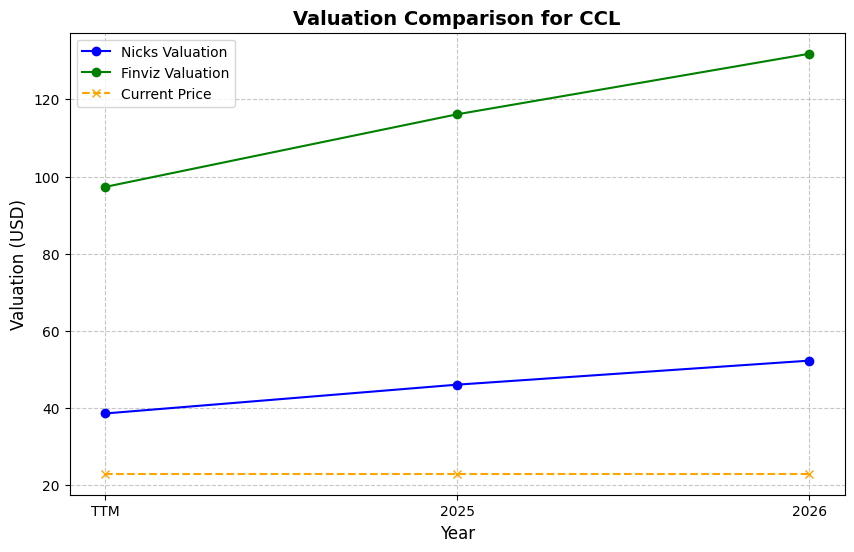 Valuation Comparison for CCL
Nicks Valuation
Finviz Valuation
Current Price
Valuation (USD)
120
100
80
60
40
20
TTM
2025
2026
Year